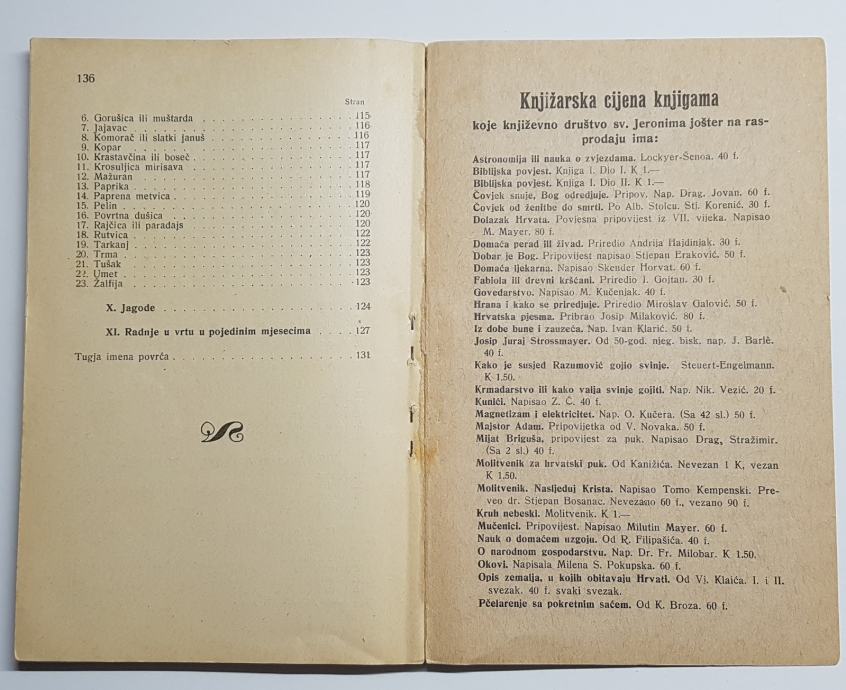 136
Stran
6. Gorušica ili muštarda . . . 115
7. Jajavac . . . 116
8. Komorač ili slatki januš . . . 116
9. Kopar . . . 117
10. Krastavčina ili boseč . . . 117
11. Krosuljica mirisava . . . 117
12. Mažuran . . . 117
13. Paprika . . . 118
14. Paprena metvica . . . 119
15. Pelin . . . 120
16. Povrtna dušica . . . 120
17. Rajčica ili paradajs . . . 120
18. Rutvica . . . 122
19. Tarkanj . . . 122
20. Trma . . . 123
21. Tušak . . . 123
22. Umet . . . 123
23. Žalfija . . . 123
X. Jagode . . . 124
XI. Radnje u vrtu u pojedinim mjesecima . . . 127
Tugja imena povrća . . . 131
Knjižarska cijena knjigama
koje književno društvo sv. Jeronima jošter na ras-
prodaju ima:
Astronomija ili nauka o zvjezdama. Lockyer-Šenoa. 40 f.
Biblijska povjest. Knjiga I. Dio I. K 1.—
Biblijska povjest. Knjiga I. Dio II. K 1.—
Čovjek snuje, Bog odredjuje. Pripov. Nap. Drag. Jovan. 60 f.
Čovjek od ženitbe do smrti. Po Alb. Stolcu. Stj. Korenić. 30 f.
Dolazak Hrvata. Povjesna pripovijest iz VII. vijeka. Napisao
M. Mayer. 80 f.
Domaća perad ili živad. Priredio Andrija Hajdinjak. 30 f.
Dobar je Bog. Pripovijest napisao Stjepan Eraković. 50 f.
Domaća ljekarna. Napisao Skender Horvat. 60 f.
Fabiola ili drevni kršćani. Priredio I. Gojtan. 30 f.
Govedarstvo. Napisao M. Kučenjak. 40 f.
Hrana i kako se priredjuje. Priredio Miroslav Galović. 50 f.
Hrvatska pjesma. Pribrao Josip Milaković. 80 f.
Iz dobe bune i zauzeća. Nap. Ivan Klarić. 50 f.
Josip Juraj Strossmayer. Od 50-god. njeg. bisk. nap. J. Barlè.
40 f.
Kako je susjed Razumović gojio svinje. Steuert-Engelmann.
K 1.50.
Krmadarstvo ili kako valja svinje gojiti. Nap. Nik. Vezić. 20 f.
Kunići. Napisao Z. Č. 40 f.
Magnetizam i elektricitet. Nap. O. Kučera. (Sa 42 sl.) 50 f.
Majstor Adam. Pripovijetka od V. Novaka. 50 f.
Mijat Briguša, pripovijest za puk. Napisao Drag, Stražimir.
(Sa 2 sl.) 40 f.
Molitvenik za hrvatski puk. Od Kanižića. Nevezan 1 K, vezan
K 1.50.
Molitvenik. Nasljeduj Krista. Napisao Tomo Kempenski. Pre-
veo dr. Stjepan Bosanac. Nevezano 60 f., vezano 90 f.
Kruh nebeski. Molitvenik. K 1.—
Mučenici. Pripovijest. Napisao Milutin Mayer. 60 f.
Nauk o domaćem uzgoju. Od R. Filipašića. 40 f.
O narodnom gospodarstvu. Nap. Dr. Fr. Milobar. K 1.50.
Okovi. Napisala Milena S. Pokupska. 60 f.
Opis zemalja, u kojih obitavaju Hrvati. Od Vj. Klaića. I. i II.
svezak. 40 f. svaki svezak.
Pčelarenje sa pokretnim saćem. Od K. Broza. 60 f.